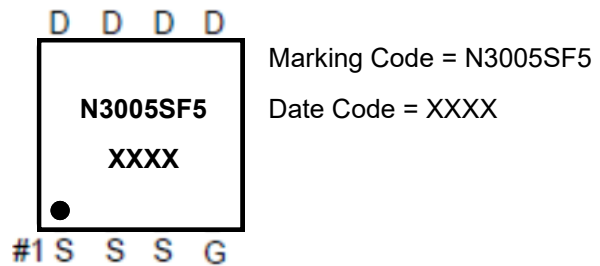 D D D D
N3005SF5
XXXX
#1 S S S G
Marking Code = N3005SF5
Date Code = XXXX